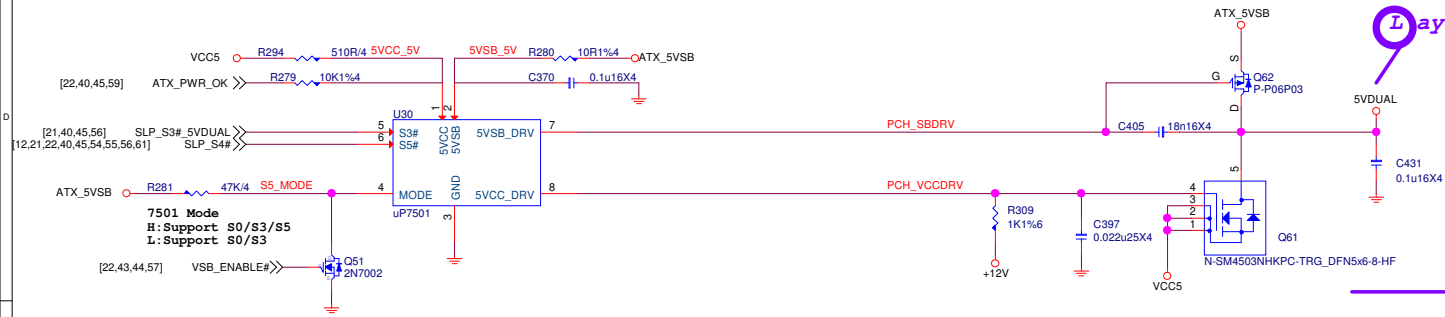 ATX_5VSB
Lay
VCC5
R294
510R/4
5VCC_5V
5VSB_5V
R280
10R1%4
ATX_5VSB
[22,40,45,59]
ATX_PWR_OK
R279
10K1%4
C370
0.1u16X4
S
G
Q62
P-P06P03
D
5VDUAL
D
1
2
U30
[21,40,45,56]
SLP_S3#_5VDUAL
5
S3#
5VCC
5VSB
5VSB_DRV
7
PCH_SBDRV
C405
18n16X4
[12,21,22,40,45,54,55,56,61]
SLP_S4#
6
S5#
C431
0.1u16X4
5
ATX_5VSB
R281
47K/4
S5_MODE
4
MODE
GND
5VCC_DRV
8
PCH_VCCDRV
4
3
2
1
uP7501
3
7501 Mode
H:Support S0/S3/S5
L:Support S0/S3
R309
1K1%6
C397
0.022u25X4
Q61
N-SM4503NHKPC-TRG_DFN5x6-8-HF
[22,43,44,57]
VSB_ENABLE#
Q51
2N7002
+12V
VCC5